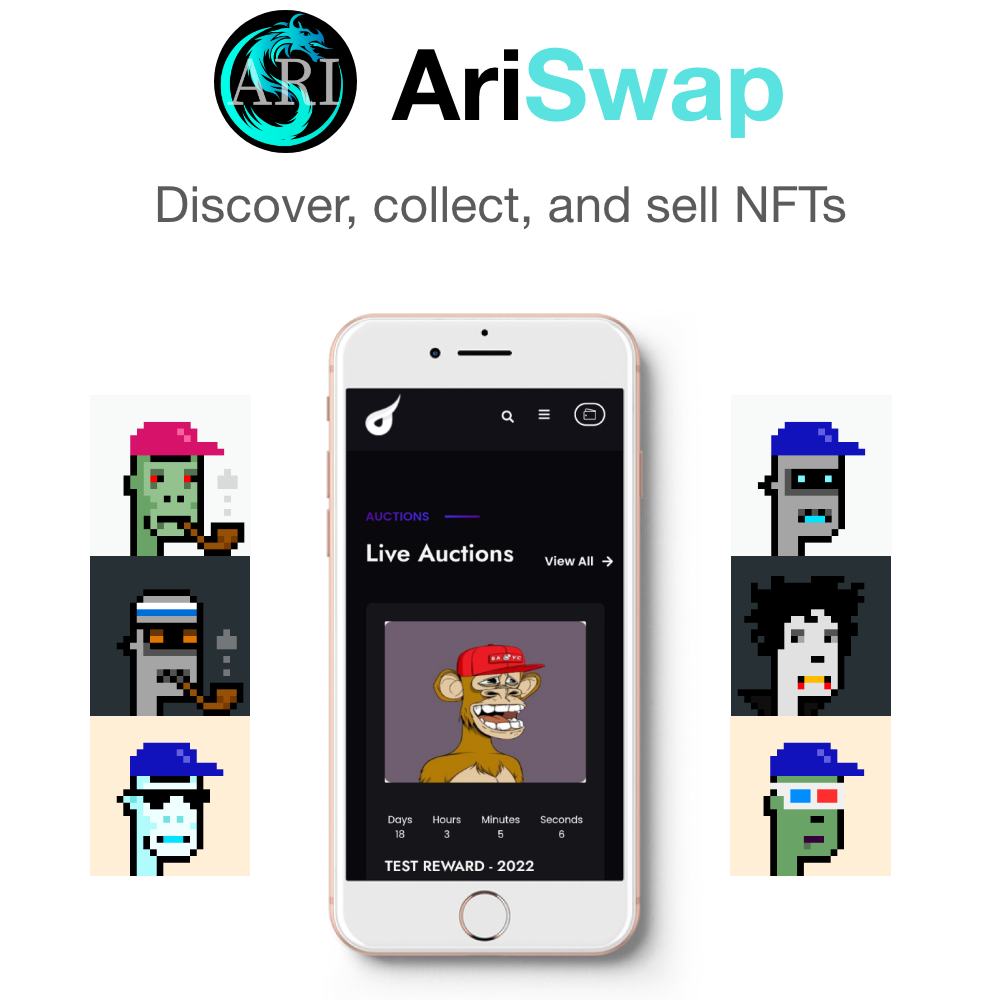 ARI
AriSwap
Discover, collect, and sell NFTs
AUCTIONS
Live Auctions
View All →
BAYC
Days Hours Minutes Seconds
18 3 5 6
TEST REWARD - 2022